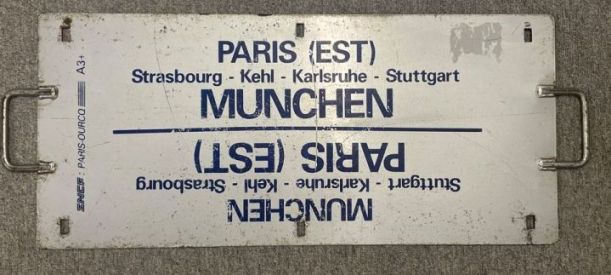 PARIS (EST)
Strasbourg - Kehl - Karlsruhe - Stuttgart
MUNCHEN
MUNCHEN
Stuttgart - Karlsruhe - Kehl - Strasbourg
PARIS (EST)
SNCF : PARIS-OURCQ A3+